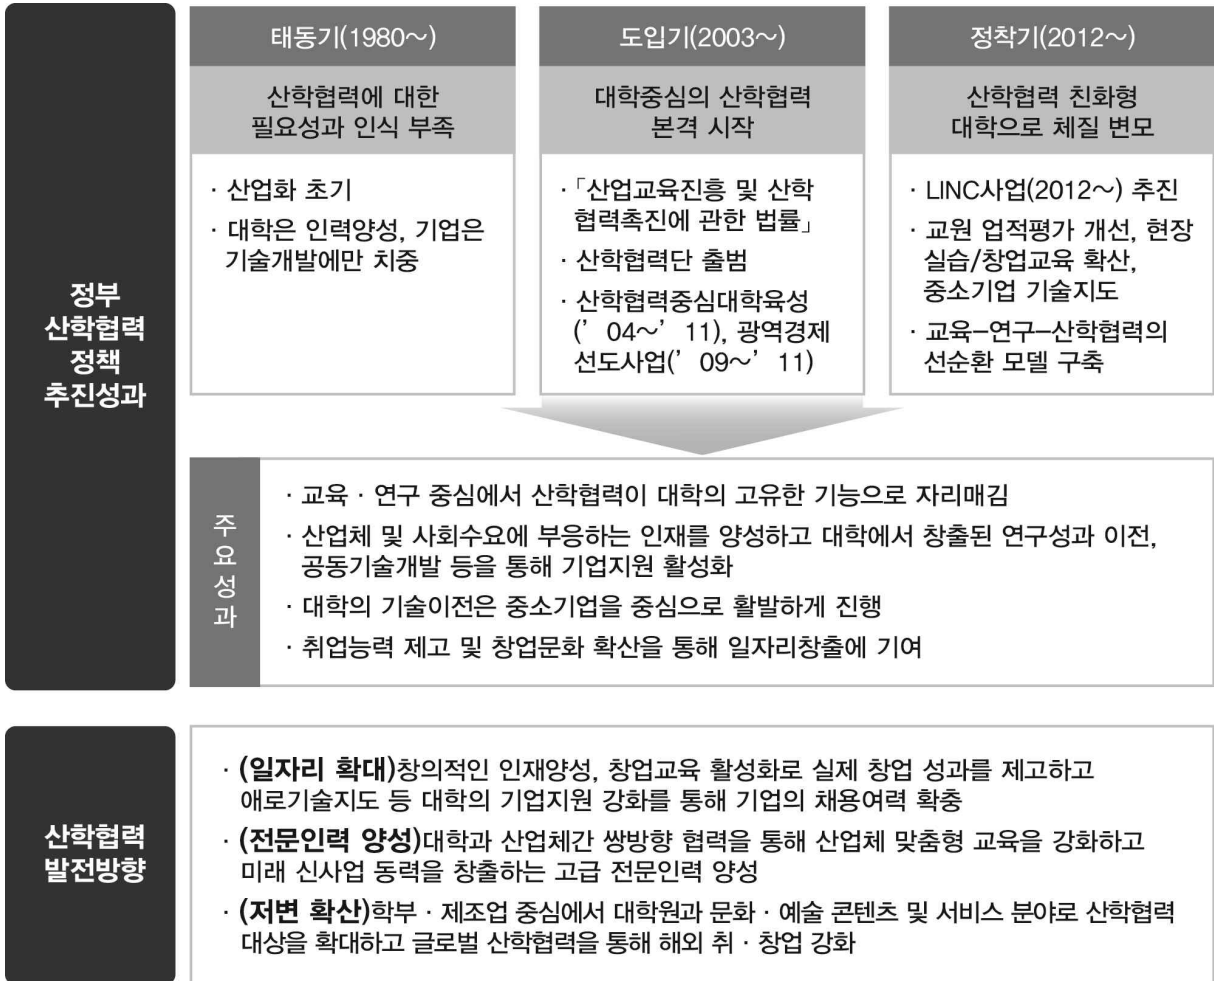 정부
산학협력
정책
추진성과
태동기(1980～)
산학협력에 대한
필요성과 인식 부족
· 산업화 초기
· 대학은 인력양성, 기업은
기술개발에만 치중
도입기(2003～)
대학중심의 산학협력
본격 시작
·「산업교육진흥 및 산학
협력촉진에 관한 법률」
· 산학협력단 출범
· 산학협력중심대학육성
(’ 04～’ 11), 광역경제
선도사업(’ 09～’ 11)
정착기(2012～)
산학협력 친화형
대학으로 체질 변모
· LINC사업(2012～) 추진
· 교원 업적평가 개선, 현장
실습/창업교육 확산,
중소기업 기술지도
· 교육-연구-산학협력의
선순환 모델 구축
주
요
성
과
· 교육 · 연구 중심에서 산학협력이 대학의 고유한 기능으로 자리매김
· 산업체 및 사회수요에 부응하는 인재를 양성하고 대학에서 창출된 연구성과 이전,
공동기술개발 등을 통해 기업지원 활성화
· 대학의 기술이전은 중소기업을 중심으로 활발하게 진행
· 취업능력 제고 및 창업문화 확산을 통해 일자리창출에 기여
산학협력
발전방향
· (일자리 확대)창의적인 인재양성, 창업교육 활성화로 실제 창업 성과를 제고하고
애로기술지도 등 대학의 기업지원 강화를 통해 기업의 채용여력 확충
· (전문인력 양성)대학과 산업체간 쌍방향 협력을 통해 산업체 맞춤형 교육을 강화하고
미래 신사업 동력을 창출하는 고급 전문인력 양성
· (저변 확산)학부 · 제조업 중심에서 대학원과 문화 · 예술 콘텐츠 및 서비스 분야로 산학협력
대상을 확대하고 글로벌 산학협력을 통해 해외 취 · 창업 강화